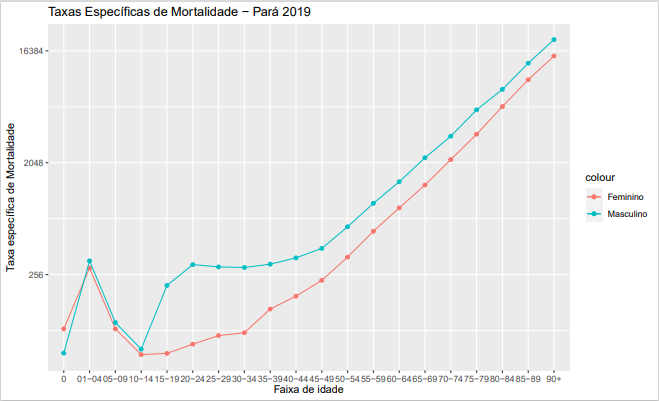 Taxas Específicas de Mortalidade − Pará 2019
Taxa específica de Mortalidade
16384
2048
256
0 01−04 05−09 10−14 15−19 20−24 25−29 30−34 35−39 40−44 45−49 50−54 55−59 60−64 65−69 70−74 75−79 80−84 85−89 90+
Faixa de idade
colour
Feminino
Masculino